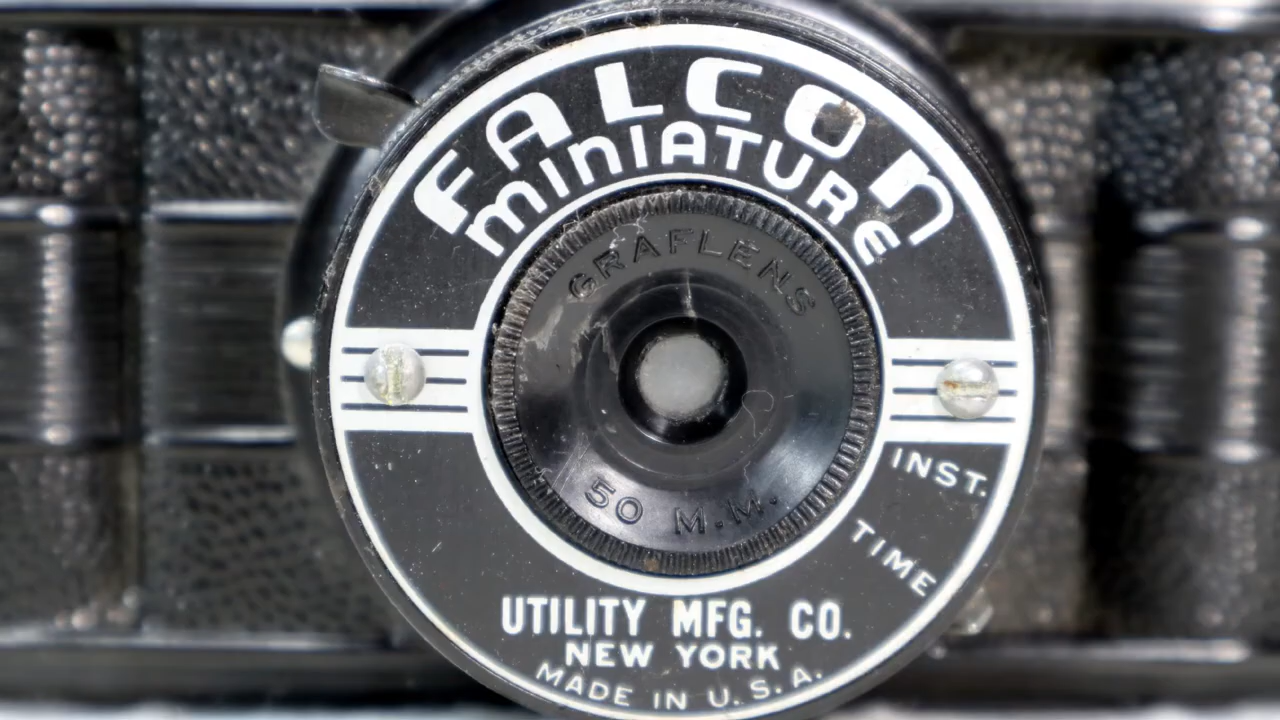 FALCON
MINIATURE
GRAFLENS
50 M.M.
INST.
TIME
UTILITY MFG. CO.
NEW YORK
MADE IN U.S.A.